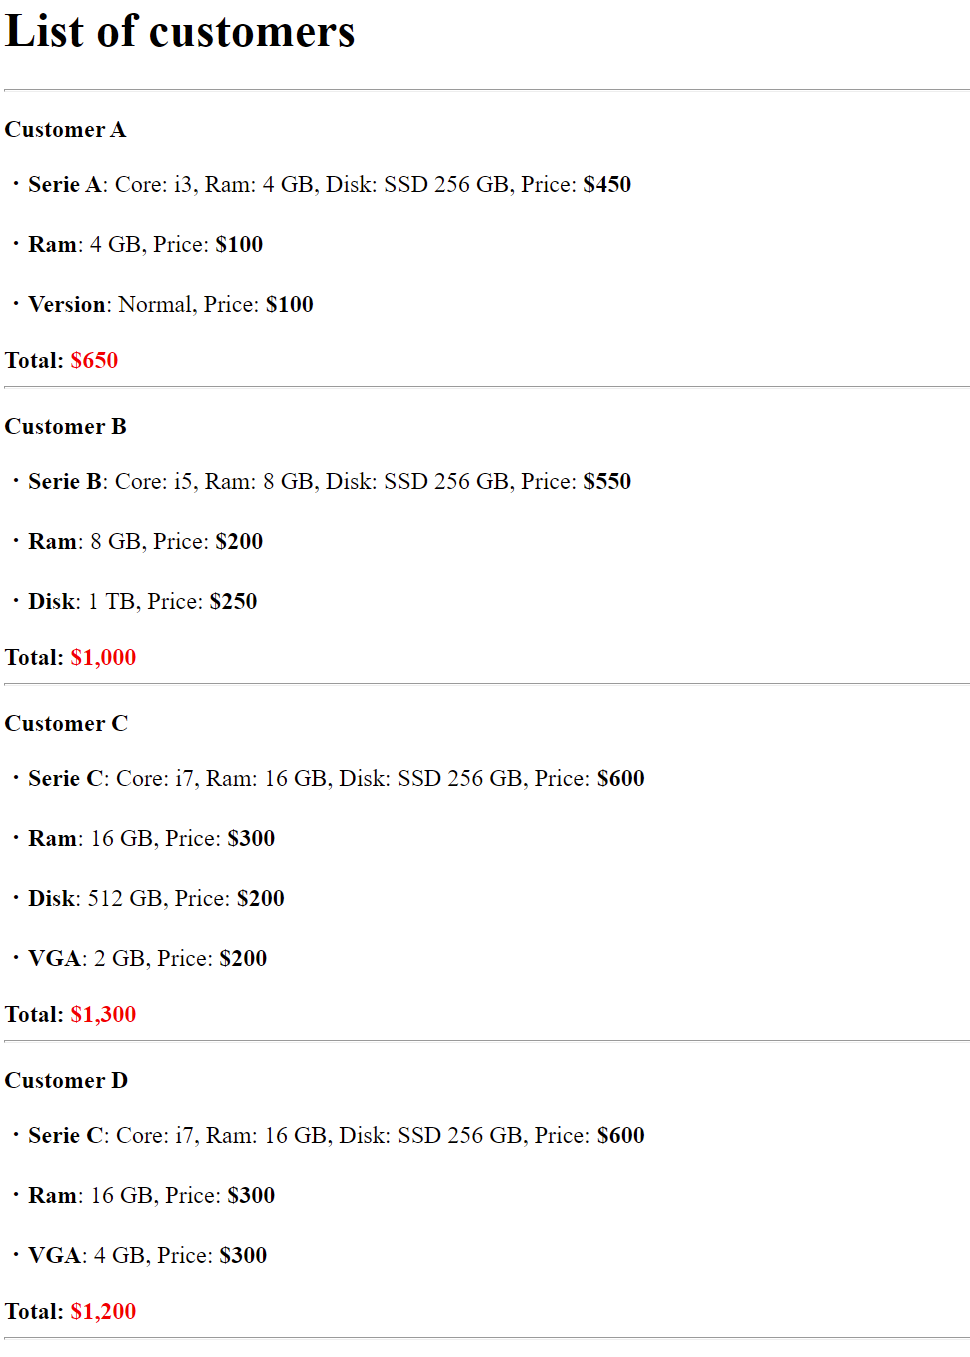 List of customers
Customer A
· Serie A: Core: i3, Ram: 4 GB, Disk: SSD 256 GB, Price: $450
· Ram: 4 GB, Price: $100
· Version: Normal, Price: $100
Total: $650
Customer B
· Serie B: Core: i5, Ram: 8 GB, Disk: SSD 256 GB, Price: $550
· Ram: 8 GB, Price: $200
· Disk: 1 TB, Price: $250
Total: $1,000
Customer C
· Serie C: Core: i7, Ram: 16 GB, Disk: SSD 256 GB, Price: $600
· Ram: 16 GB, Price: $300
· Disk: 512 GB, Price: $200
· VGA: 2 GB, Price: $200
Total: $1,300
Customer D
· Serie C: Core: i7, Ram: 16 GB, Disk: SSD 256 GB, Price: $600
· Ram: 16 GB, Price: $300
· VGA: 4 GB, Price: $300
Total: $1,200